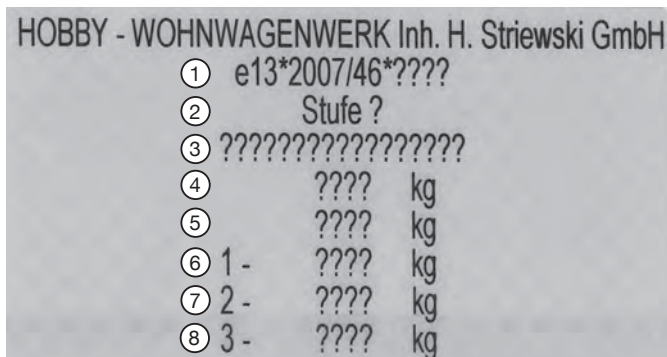 HOBBY - WOHNWAGENWERK Inh. H. Striewski GmbH
1 e13*2007/46*????
2 Stufe ?
3 ?????????????????
4 ???? kg
5 ???? kg
6 1 - ???? kg
7 2 - ???? kg
8 3 - ???? kg